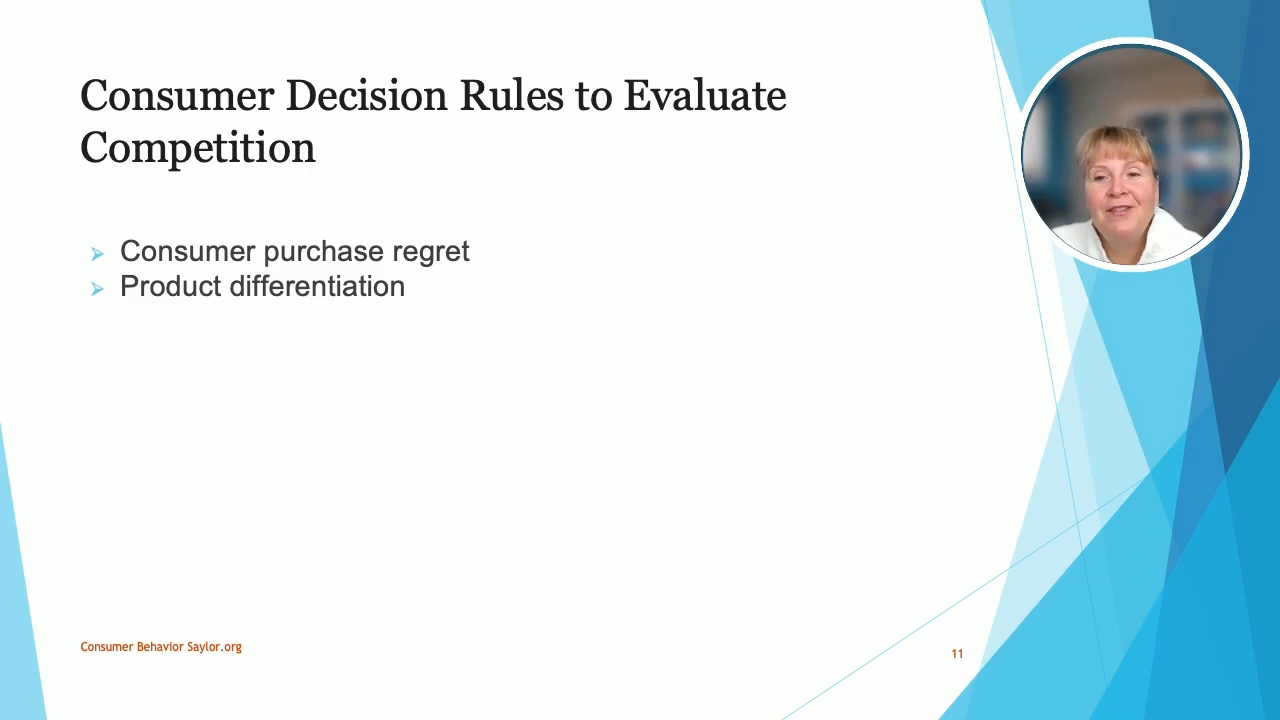 Consumer Decision Rules to Evaluate
Competition
Consumer purchase regret
Product differentiation
Consumer Behavior Saylor.org
11